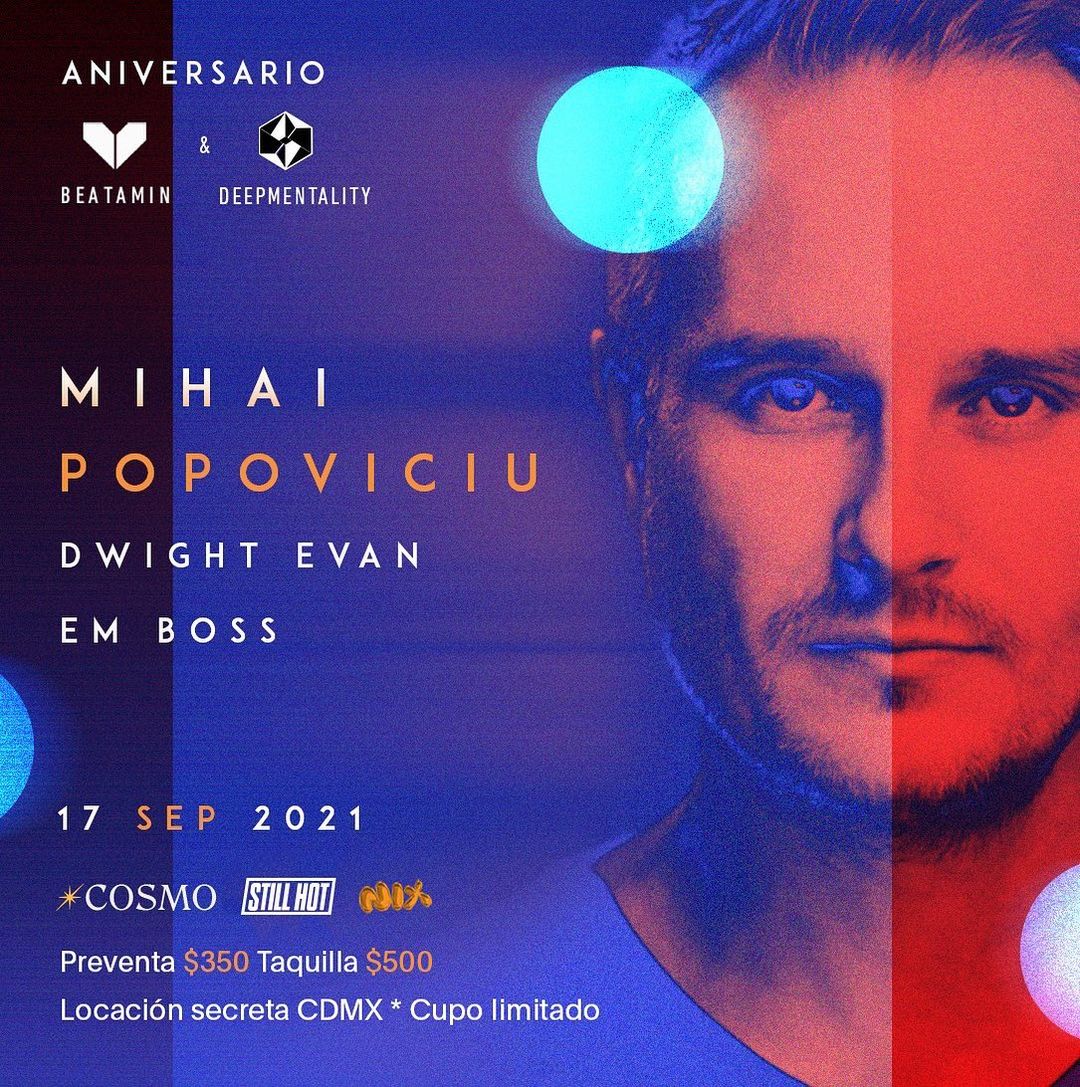 ANIVERSARIO
&
BEATAMIN DEEPMENTALITY
MIHAI
POPOVICIU
DWIGHT EVAN
EM BOSS
17 SEP 2021
COSMO STILL HOT NIX
Preventa $350 Taquilla $500
Locación secreta CDMX * Cupo limitado